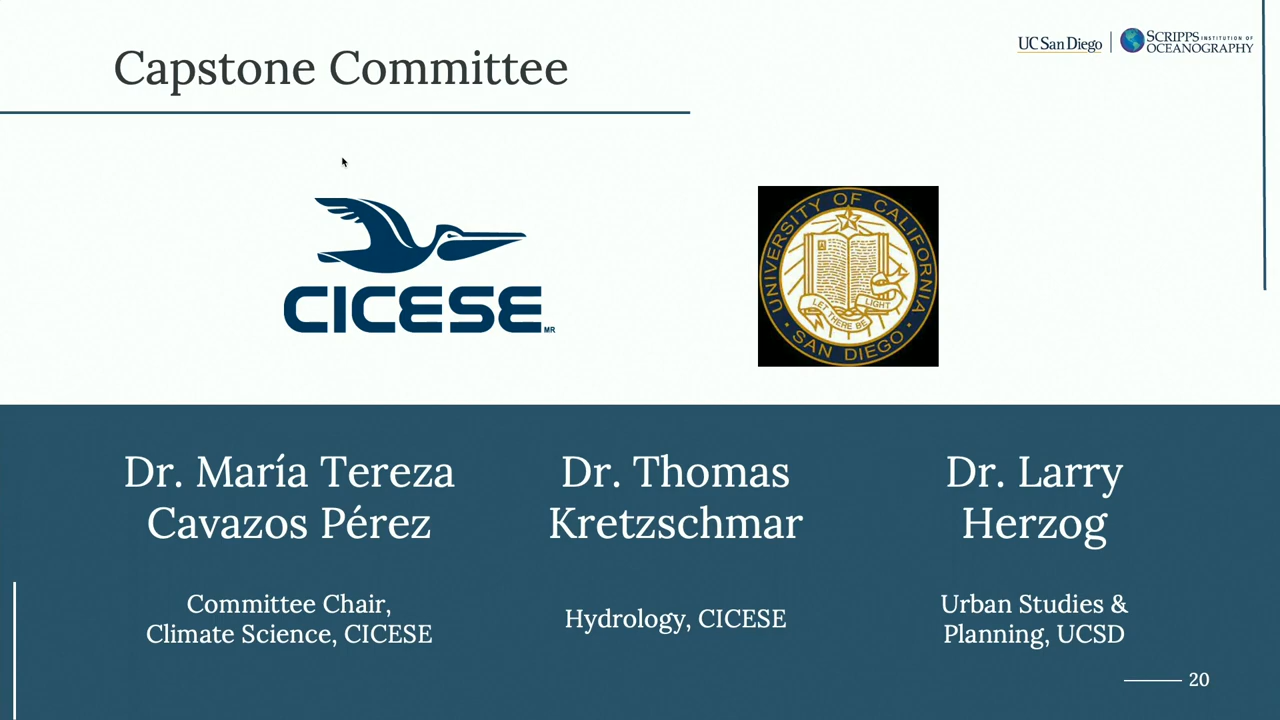 Capstone Committee
UC San Diego
SCRIPPS INSTITUTION OF
OCEANOGRAPHY
CICESE MR
UNIVERSITY OF CALIFORNIA
LET THERE BE LIGHT
• SAN DIEGO •
Dr. María Tereza
Cavazos Pérez
Committee Chair,
Climate Science, CICESE
Dr. Thomas
Kretzschmar
Hydrology, CICESE
Dr. Larry
Herzog
Urban Studies &
Planning, UCSD
20